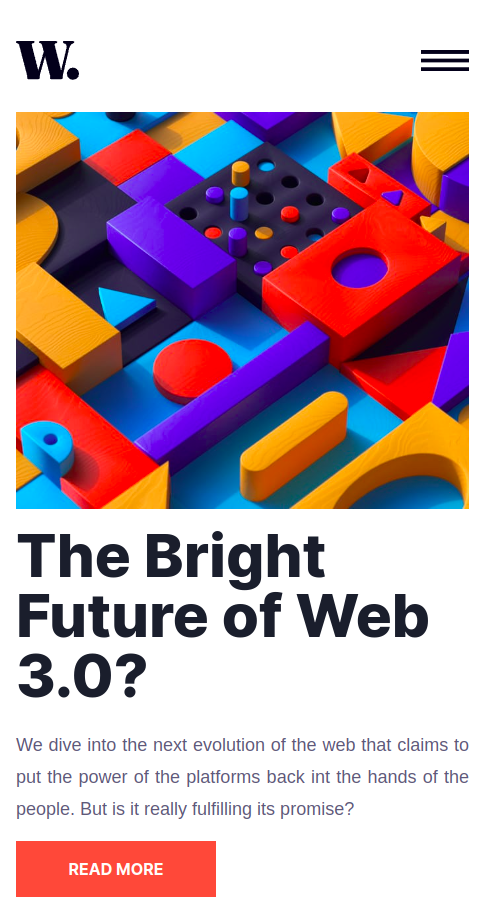 W.
The Bright
Future of Web
3.0?
We dive into the next evolution of the web that claims to
put the power of the platforms back int the hands of the
people. But is it really fulfilling its promise?
READ MORE